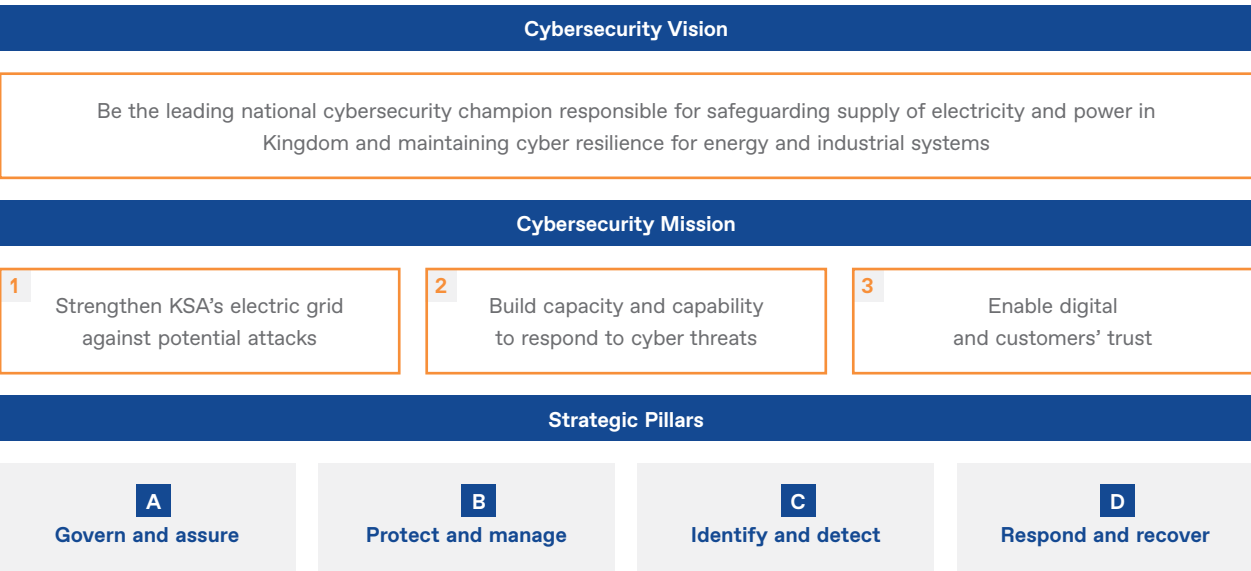 Cybersecurity Vision
Be the leading national cybersecurity champion responsible for safeguarding supply of electricity and power in
Kingdom and maintaining cyber resilience for energy and industrial systems
Cybersecurity Mission
1
Strengthen KSA’s electric grid
against potential attacks
2
Build capacity and capability
to respond to cyber threats
3
Enable digital
and customers’ trust
Strategic Pillars
A
Govern and assure
B
Protect and manage
C
Identify and detect
D
Respond and recover